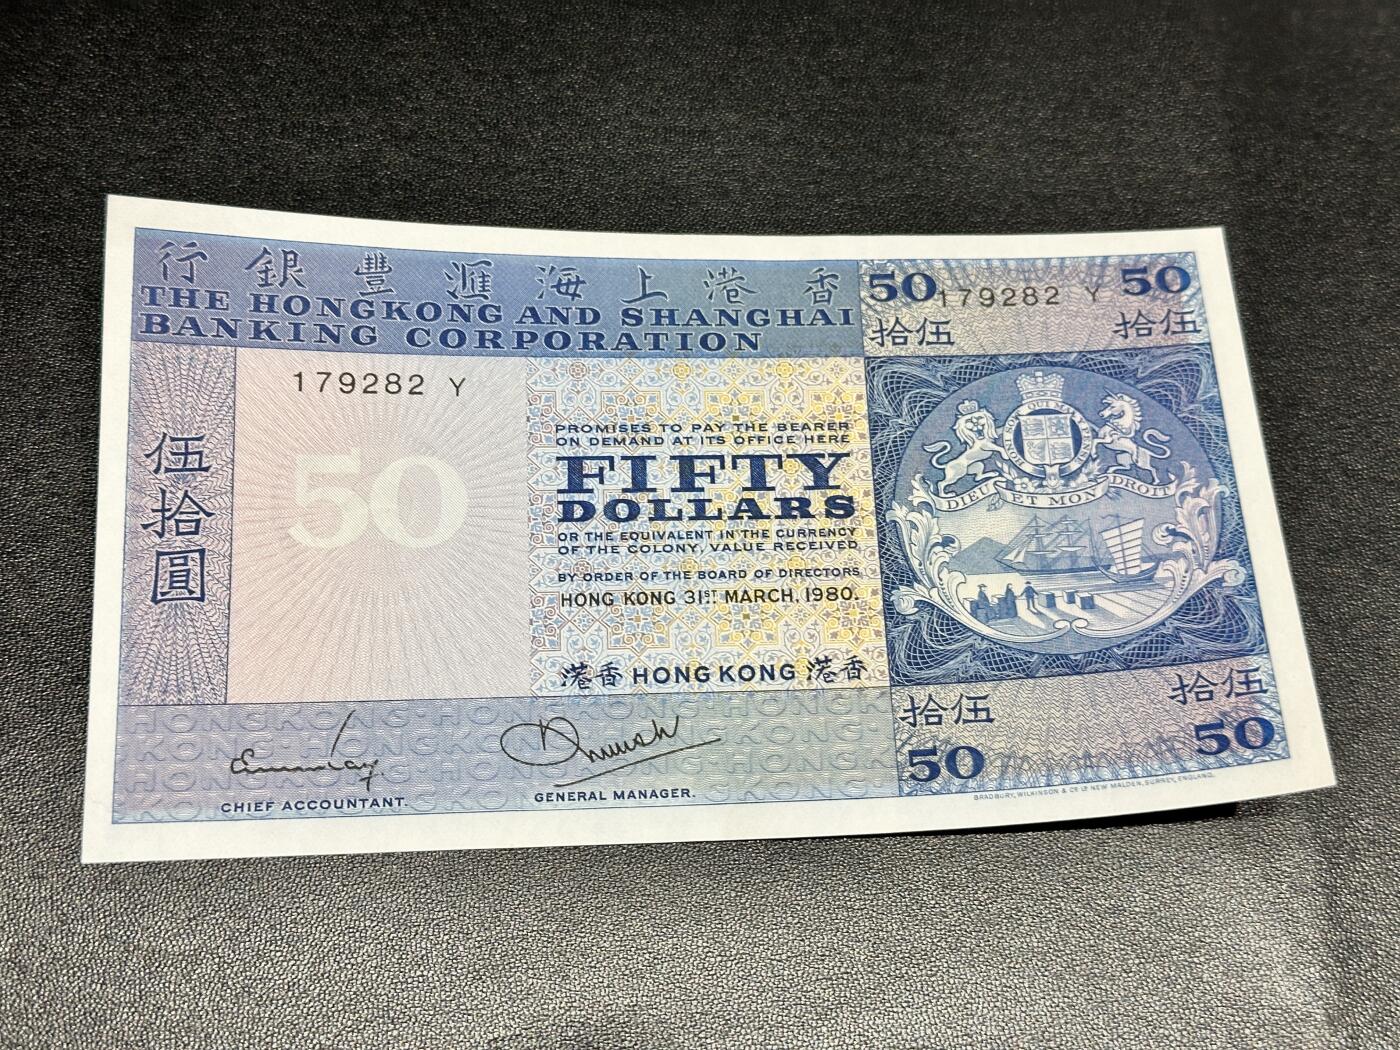 行銀豐滙海上港香
THE HONGKONG AND SHANGHAI
BANKING CORPORATION
50 179282 Y 50
拾伍 拾伍
179282 Y
伍拾圓
50
PROMISES TO PAY THE BEARER
ON DEMAND AT ITS OFFICE HERE
FIFTY
DOLLARS
OR THE EQUIVALENT IN THE CURRENCY
OF THE COLONY, VALUE RECEIVED
BY ORDER OF THE BOARD OF DIRECTORS
HONG KONG 31ST MARCH, 1980.
港香 HONG KONG 港香
DIEU ET MON DROIT
CHIEF ACCOUNTANT.
GENERAL MANAGER.
拾伍 拾伍
50 50
BRADBURY, WILKINSON & Co Ld NEW MALDEN, SURREY, ENGLAND.